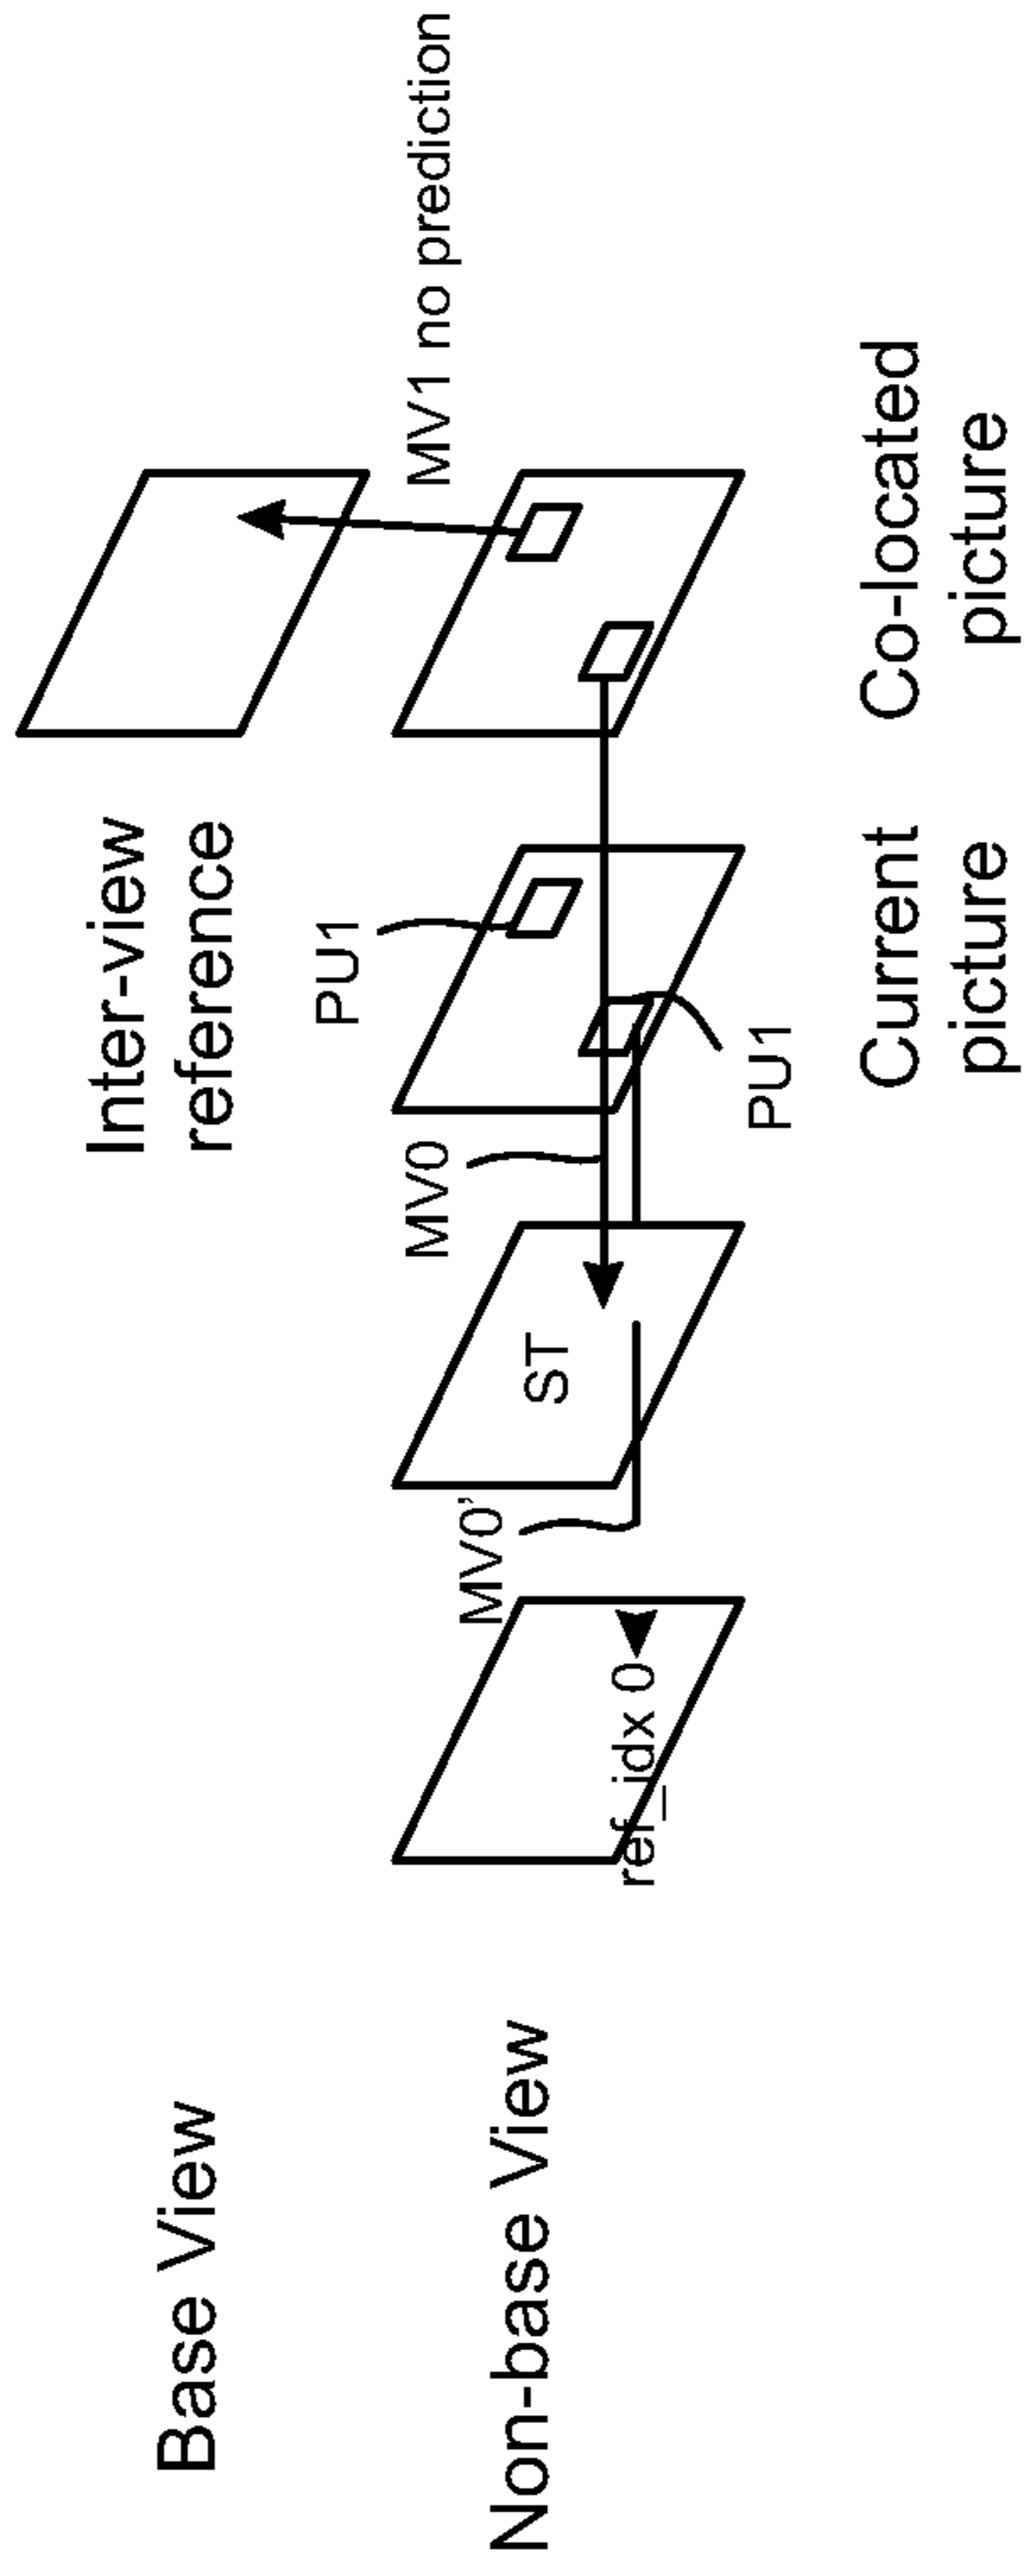 Base View
Inter-view
reference
Non-base View
ref_idx 0
MV0’
ST
MV0
PU1
PU1
MV1 no prediction
Current
picture
Co-located
picture